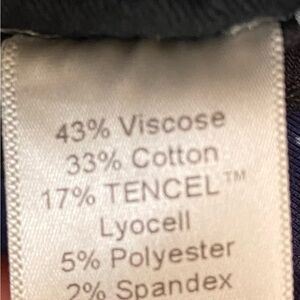 43% Viscose
33% Cotton
17% TENCEL™
Lyocell
5% Polyester
2% Spandex